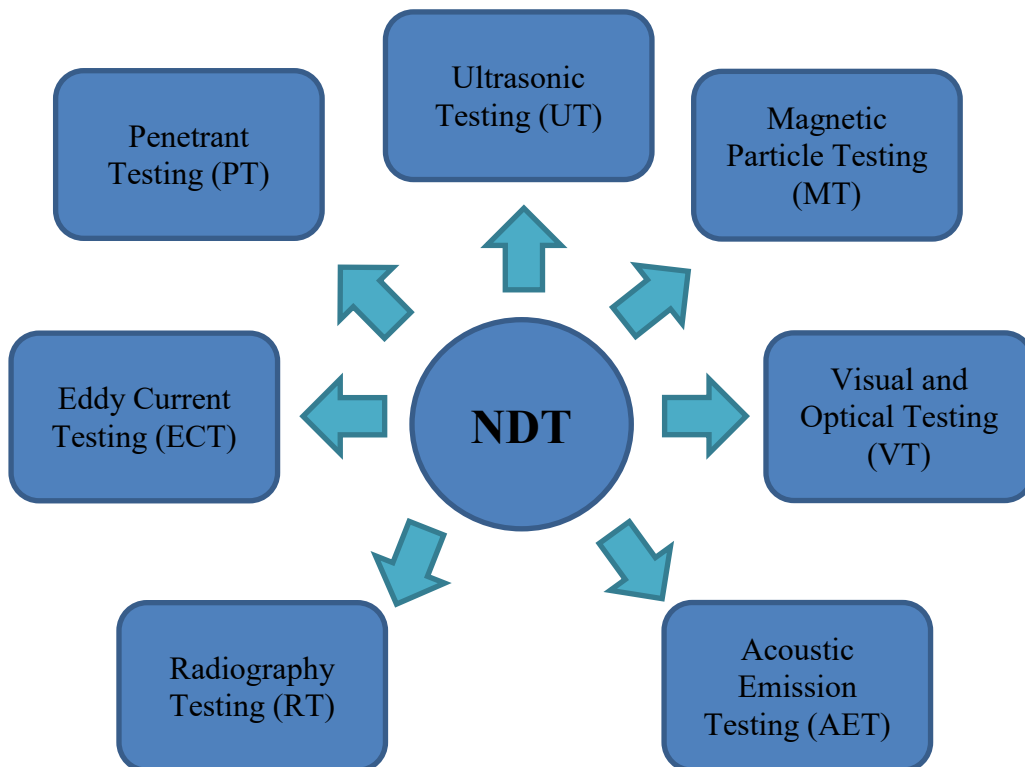 Ultrasonic
Testing (UT)
Penetrant
Testing (PT)
Magnetic
Particle Testing
(MT)
Eddy Current
Testing (ECT)
NDT
Visual and
Optical Testing
(VT)
Radiography
Testing (RT)
Acoustic
Emission
Testing (AET)